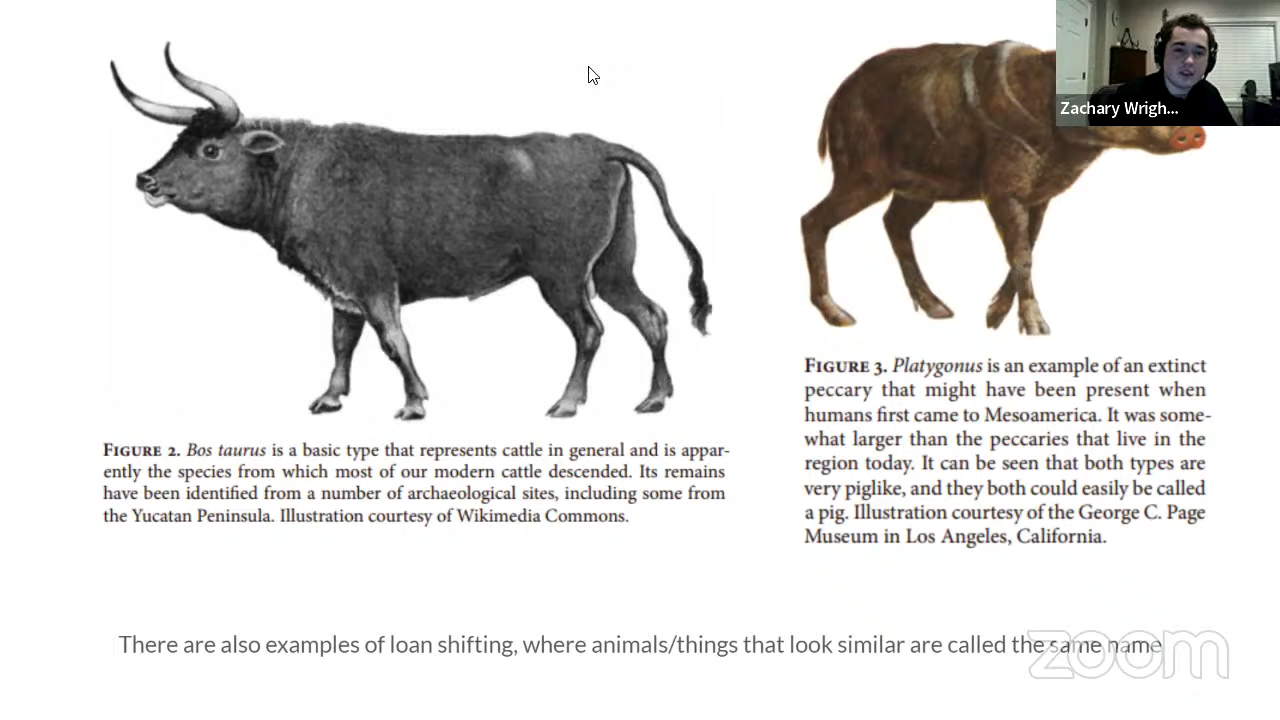 Zachary Wrigh...
FIGURE 2. Bos taurus is a basic type that represents cattle in general and is appar-
ently the species from which most of our modern cattle descended. Its remains
have been identified from a number of archaeological sites, including some from
the Yucatan Peninsula. Illustration courtesy of Wikimedia Commons.
FIGURE 3. Platygonus is an example of an extinct
peccary that might have been present when
humans first came to Mesoamerica. It was some-
what larger than the peccaries that live in the
region today. It can be seen that both types are
very piglike, and they both could easily be called
a pig. Illustration courtesy of the George C. Page
Museum in Los Angeles, California.
There are also examples of loan shifting, where animals/things that look similar are called the same name
zoom